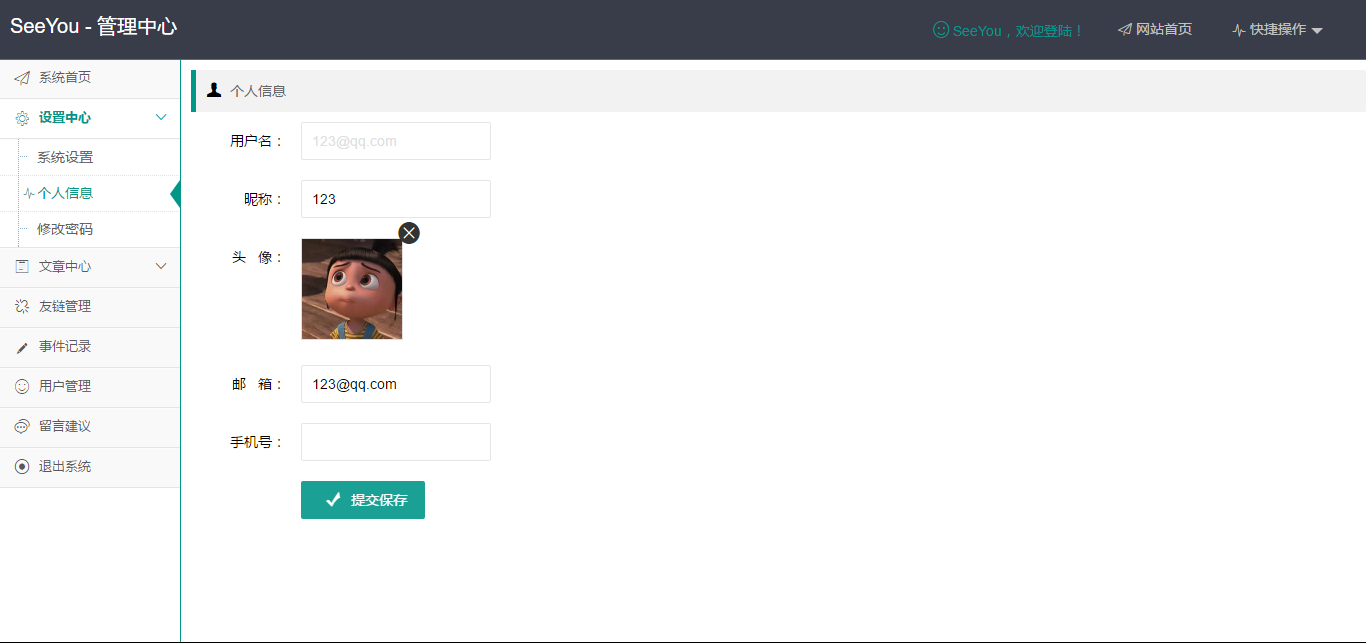 SeeYou - 管理中心
SeeYou，欢迎登陆！
网站首页
快捷操作
系统首页
设置中心
系统设置
个人信息
修改密码
文章中心
友链管理
事件记录
用户管理
留言建议
退出系统
个人信息
用户名： 123@qq.com
昵称： 123
头 像：
邮 箱： 123@qq.com
手机号：
提交保存